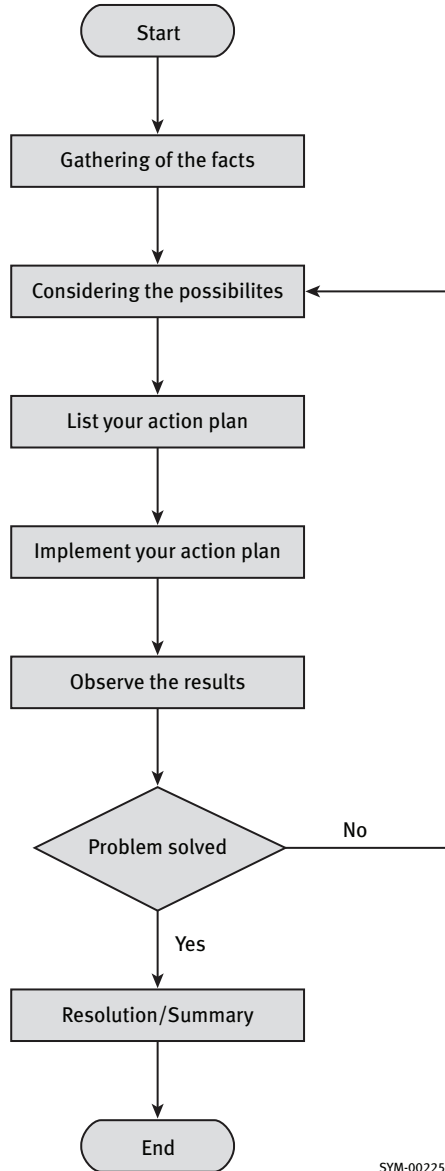 Start
Gathering of the facts
Considering the possibilites
List your action plan
Implement your action plan
Observe the results
Problem solved
No
Yes
Resolution/Summary
End
SYM-00225